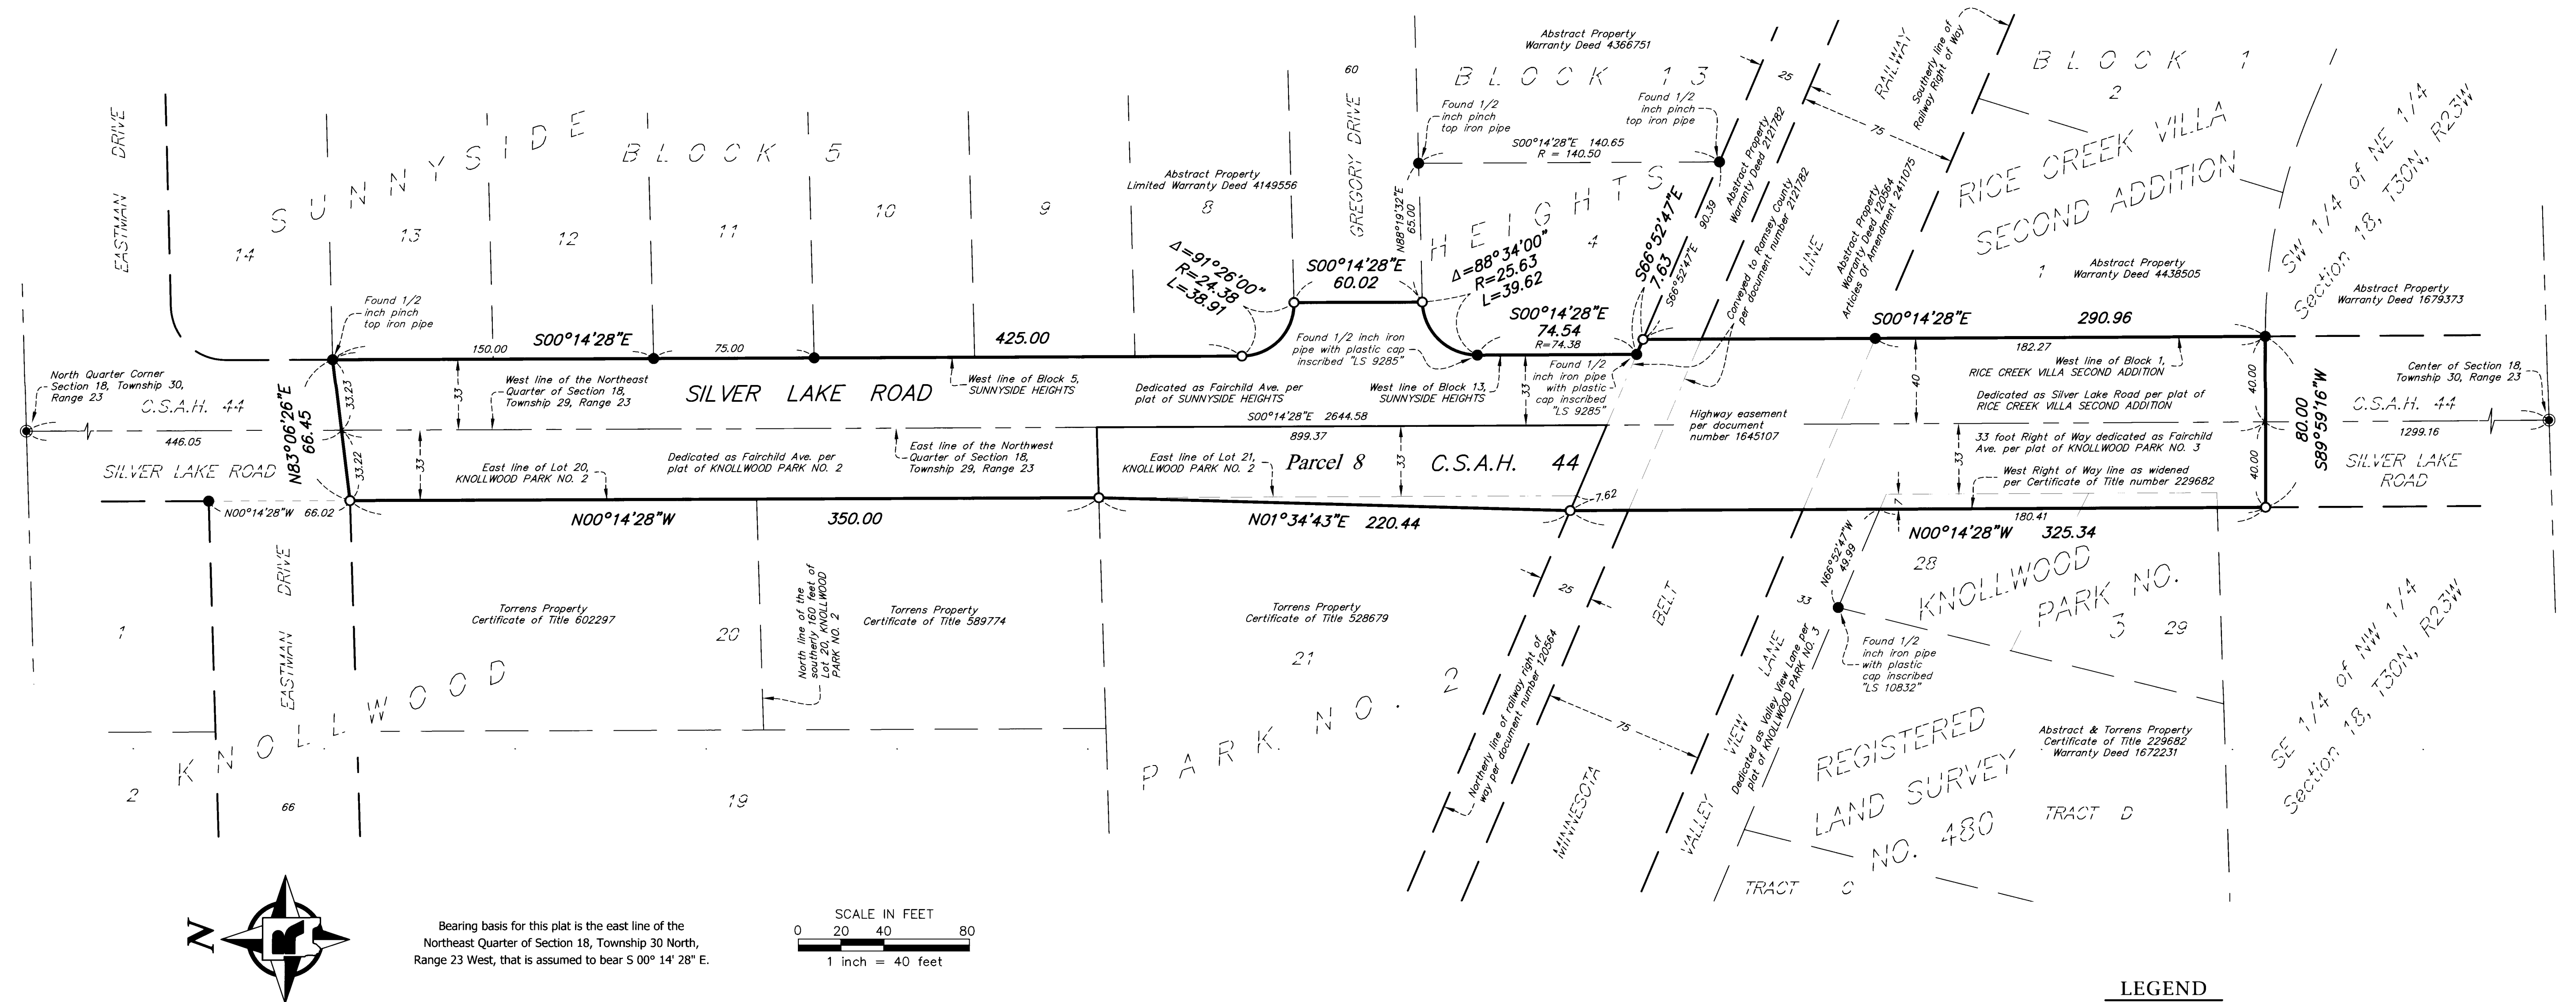 Abstract Property
Warranty Deed 4366751
EASTMAN DRIVE
SUNNYSIDE
BLOCK 5
14
13
12
11
10
9
8
Abstract Property
Limited Warranty Deed 4149556
60
GREGORY DRIVE
BLOCK 13
HEIGHTS
4
Found 1/2
inch pinch
top iron pipe
Found 1/2
inch pinch
top iron pipe
S00°14'28"E 140.65
R = 140.50
N88°19'32"E
65.00
S66°52'47"E
7.63
S66°52'47"E 90.39
Abstract Property
Warranty Deed 2121782
Conveyed to Ramsey County
per document number 2121782
25
75
RAILWAY
LINE
Southerly line of
Railway Right of Way
Abstract Property
Warranty Deed 120564
Articles Of Amendment 2411075
BLOCK 1
2
RICE CREEK VILLA
SECOND ADDITION
1
Abstract Property
Warranty Deed 4438505
SW 1/4 of NE 1/4
Section 18, T30N, R23W
Abstract Property
Warranty Deed 1679373
Found 1/2
inch pinch
top iron pipe
Δ=91°26'00"
R=24.38
L=38.91
S00°14'28"E
60.02
Δ=88°34'00"
R=25.63
L=39.62
S00°14'28"E
74.54
R=74.38
S00°14'28"E 425.00
150.00
75.00
S00°14'28"E 290.96
182.27
Found 1/2 inch iron
pipe with plastic cap
inscribed "LS 9285"
Found 1/2
inch iron pipe
with plastic
cap inscribed
"LS 9285"
North Quarter Corner
Section 18, Township 30,
Range 23
C.S.A.H. 44
446.05
SILVER LAKE ROAD
N83°06'26"E
66.45
33.23
33.22
33
West line of the Northeast
Quarter of Section 18,
Township 29, Range 23
SILVER LAKE ROAD
West line of Block 5,
SUNNYSIDE HEIGHTS
Dedicated as Fairchild Ave. per
plat of SUNNYSIDE HEIGHTS
West line of Block 13,
SUNNYSIDE HEIGHTS
33
40
West line of Block 1,
RICE CREEK VILLA SECOND ADDITION
Dedicated as Silver Lake Road per plat of
RICE CREEK VILLA SECOND ADDITION
40.00
40.00
80.00
S89°59'16"W
Center of Section 18,
Township 30, Range 23
C.S.A.H. 44
1299.16
SILVER LAKE
ROAD
S00°14'28"E 2644.58
899.37
Highway easement
per document
number 1645107
33
East line of Lot 20,
KNOLLWOOD PARK NO. 2
Dedicated as Fairchild Ave. per
plat of KNOLLWOOD PARK NO. 2
East line of the Northwest
Quarter of Section 18,
Township 29, Range 23
East line of Lot 21,
KNOLLWOOD PARK NO. 2
Parcel 8
33
C.S.A.H. 44
7.62
33
33 foot Right of Way dedicated as Fairchild
Ave. per plat of KNOLLWOOD PARK NO. 3
West Right of Way line as widened
per Certificate of Title number 229682
7
N00°14'28"W 66.02
N00°14'28"W 350.00
N01°34'43"E 220.44
180.41
N00°14'28"W 325.34
N66°52'47"W
49.99
EASTMAN DRIVE
66
1
2
KNOLLWOOD
PARK NO. 2
Torrens Property
Certificate of Title 602297
20
North line of the
southerly 160 feet of
Lot 20, KNOLLWOOD
PARK NO. 2
Torrens Property
Certificate of Title 589774
19
Torrens Property
Certificate of Title 528679
21
25
75
Northerly line of railway right of
way per document number 120564
BELT
MINNESOTA
33
VALLEY VIEW LANE
Dedicated as Valley View Lane per
plat of KNOLLWOOD PARK NO. 3
Found 1/2
inch iron pipe
with plastic
cap inscribed
"LS 10832"
28
KNOLLWOOD
PARK NO.
3
29
REGISTERED
LAND SURVEY
NO. 480
Abstract & Torrens Property
Certificate of Title 229682
Warranty Deed 1672231
TRACT D
TRACT C
SE 1/4 of NW 1/4
Section 18, T30N, R23W
N
Bearing basis for this plat is the east line of the
Northeast Quarter of Section 18, Township 30 North,
Range 23 West, that is assumed to bear S 00° 14' 28" E.
SCALE IN FEET
0 20 40 80
1 inch = 40 feet
LEGEND